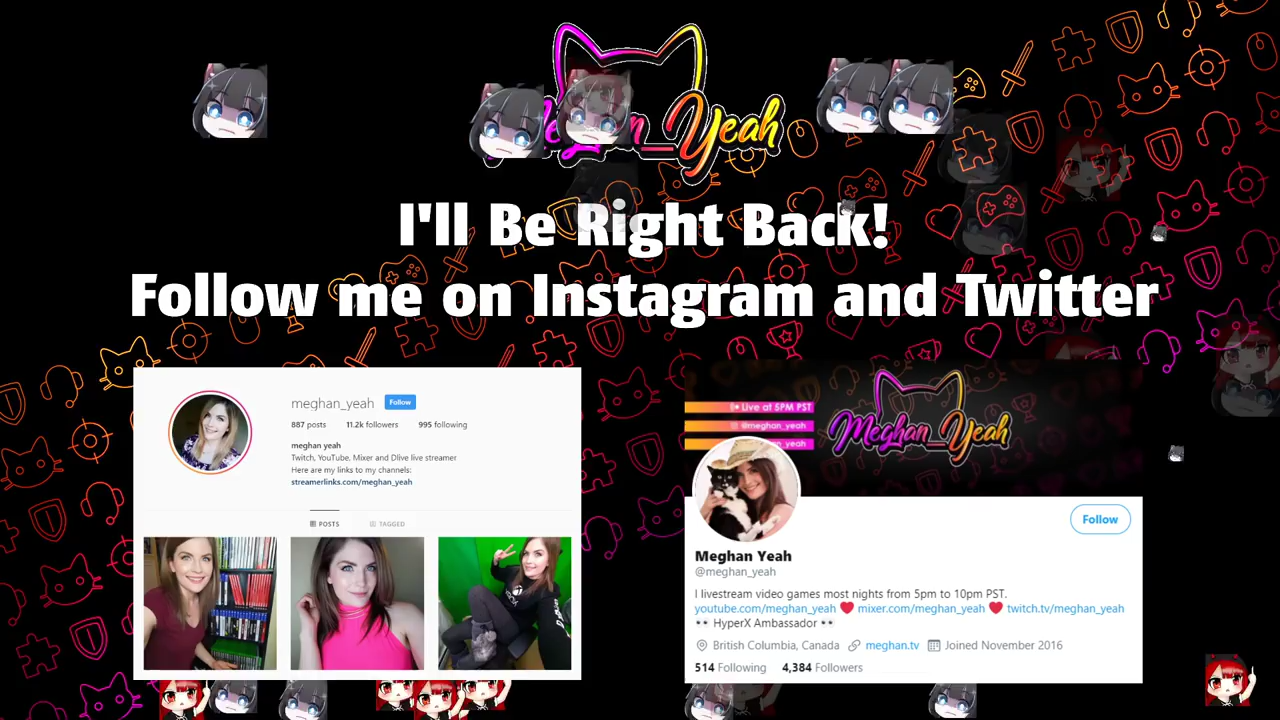 Meghan_Yeah
I'll Be Right Back!
Follow me on Instagram and Twitter
meghan_yeah Follow
887 posts 11.2k followers 995 following
meghan yeah
Twitch, YouTube, Mixer and Dlive live streamer
Here are my links to my channels:
streamerlinks.com/meghan_yeah
POSTS TAGGED
Live at 5PM PST
@meghan_yeah
Meghan_Yeah
Follow
Meghan Yeah
@meghan_yeah
I livestream video games most nights from 5pm to 10pm PST.
youtube.com/meghan_yeah ❤ mixer.com/meghan_yeah ❤ twitch.tv/meghan_yeah
👀 HyperX Ambassador 👀
British Columbia, Canada meghan.tv Joined November 2016
514 Following 4,384 Followers